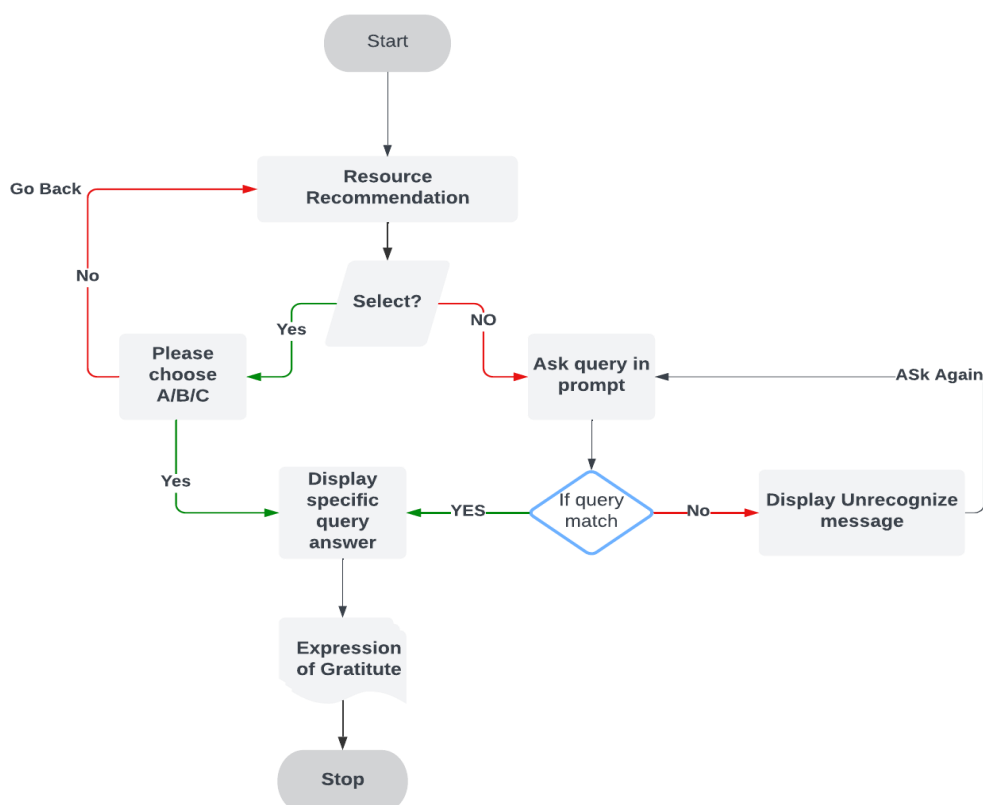 Start
Resource
Recommendation
Go Back
No
Select?
Yes
NO
Please
choose
A/B/C
Ask query in
prompt
ASk Again
Yes
Display
specific
query
answer
YES
If query
match
No
Display Unrecognize
message
Expression
of Gratitute
Stop